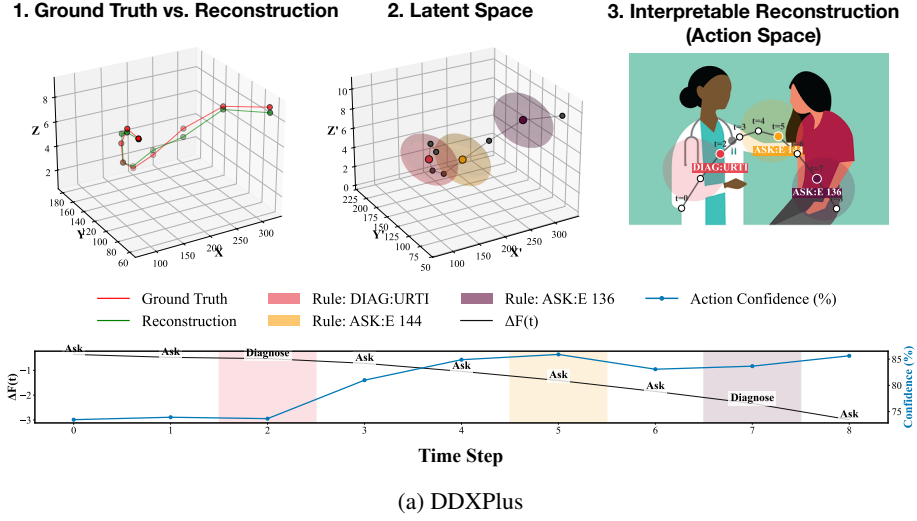 1. Ground Truth vs. Reconstruction
2. Latent Space
3. Interpretable Reconstruction
(Action Space)
Z
8
6
4
2
180
160
140
120
100
80
60
Y
100
150
200
250
300
X
Z'
10
8
6
4
2
0
225
200
175
150
125
100
75
50
Y'
100
150
200
250
300
X'
t=0
t=2
DIAG:URTI
t=3
t=4
t=5
ASK:E
ASK:E 136
Ground Truth
Reconstruction
Rule: DIAG:URTI
Rule: ASK:E 144
Rule: ASK:E 136
ΔF(t)
Action Confidence (%)
ΔF(t)
−1
−2
−3
Ask
Ask
Diagnose
Ask
Ask
Ask
Ask
Diagnose
Ask
85
80
75
Confidence (%)
0 1 2 3 4 5 6 7 8
Time Step
(a) DDXPlus